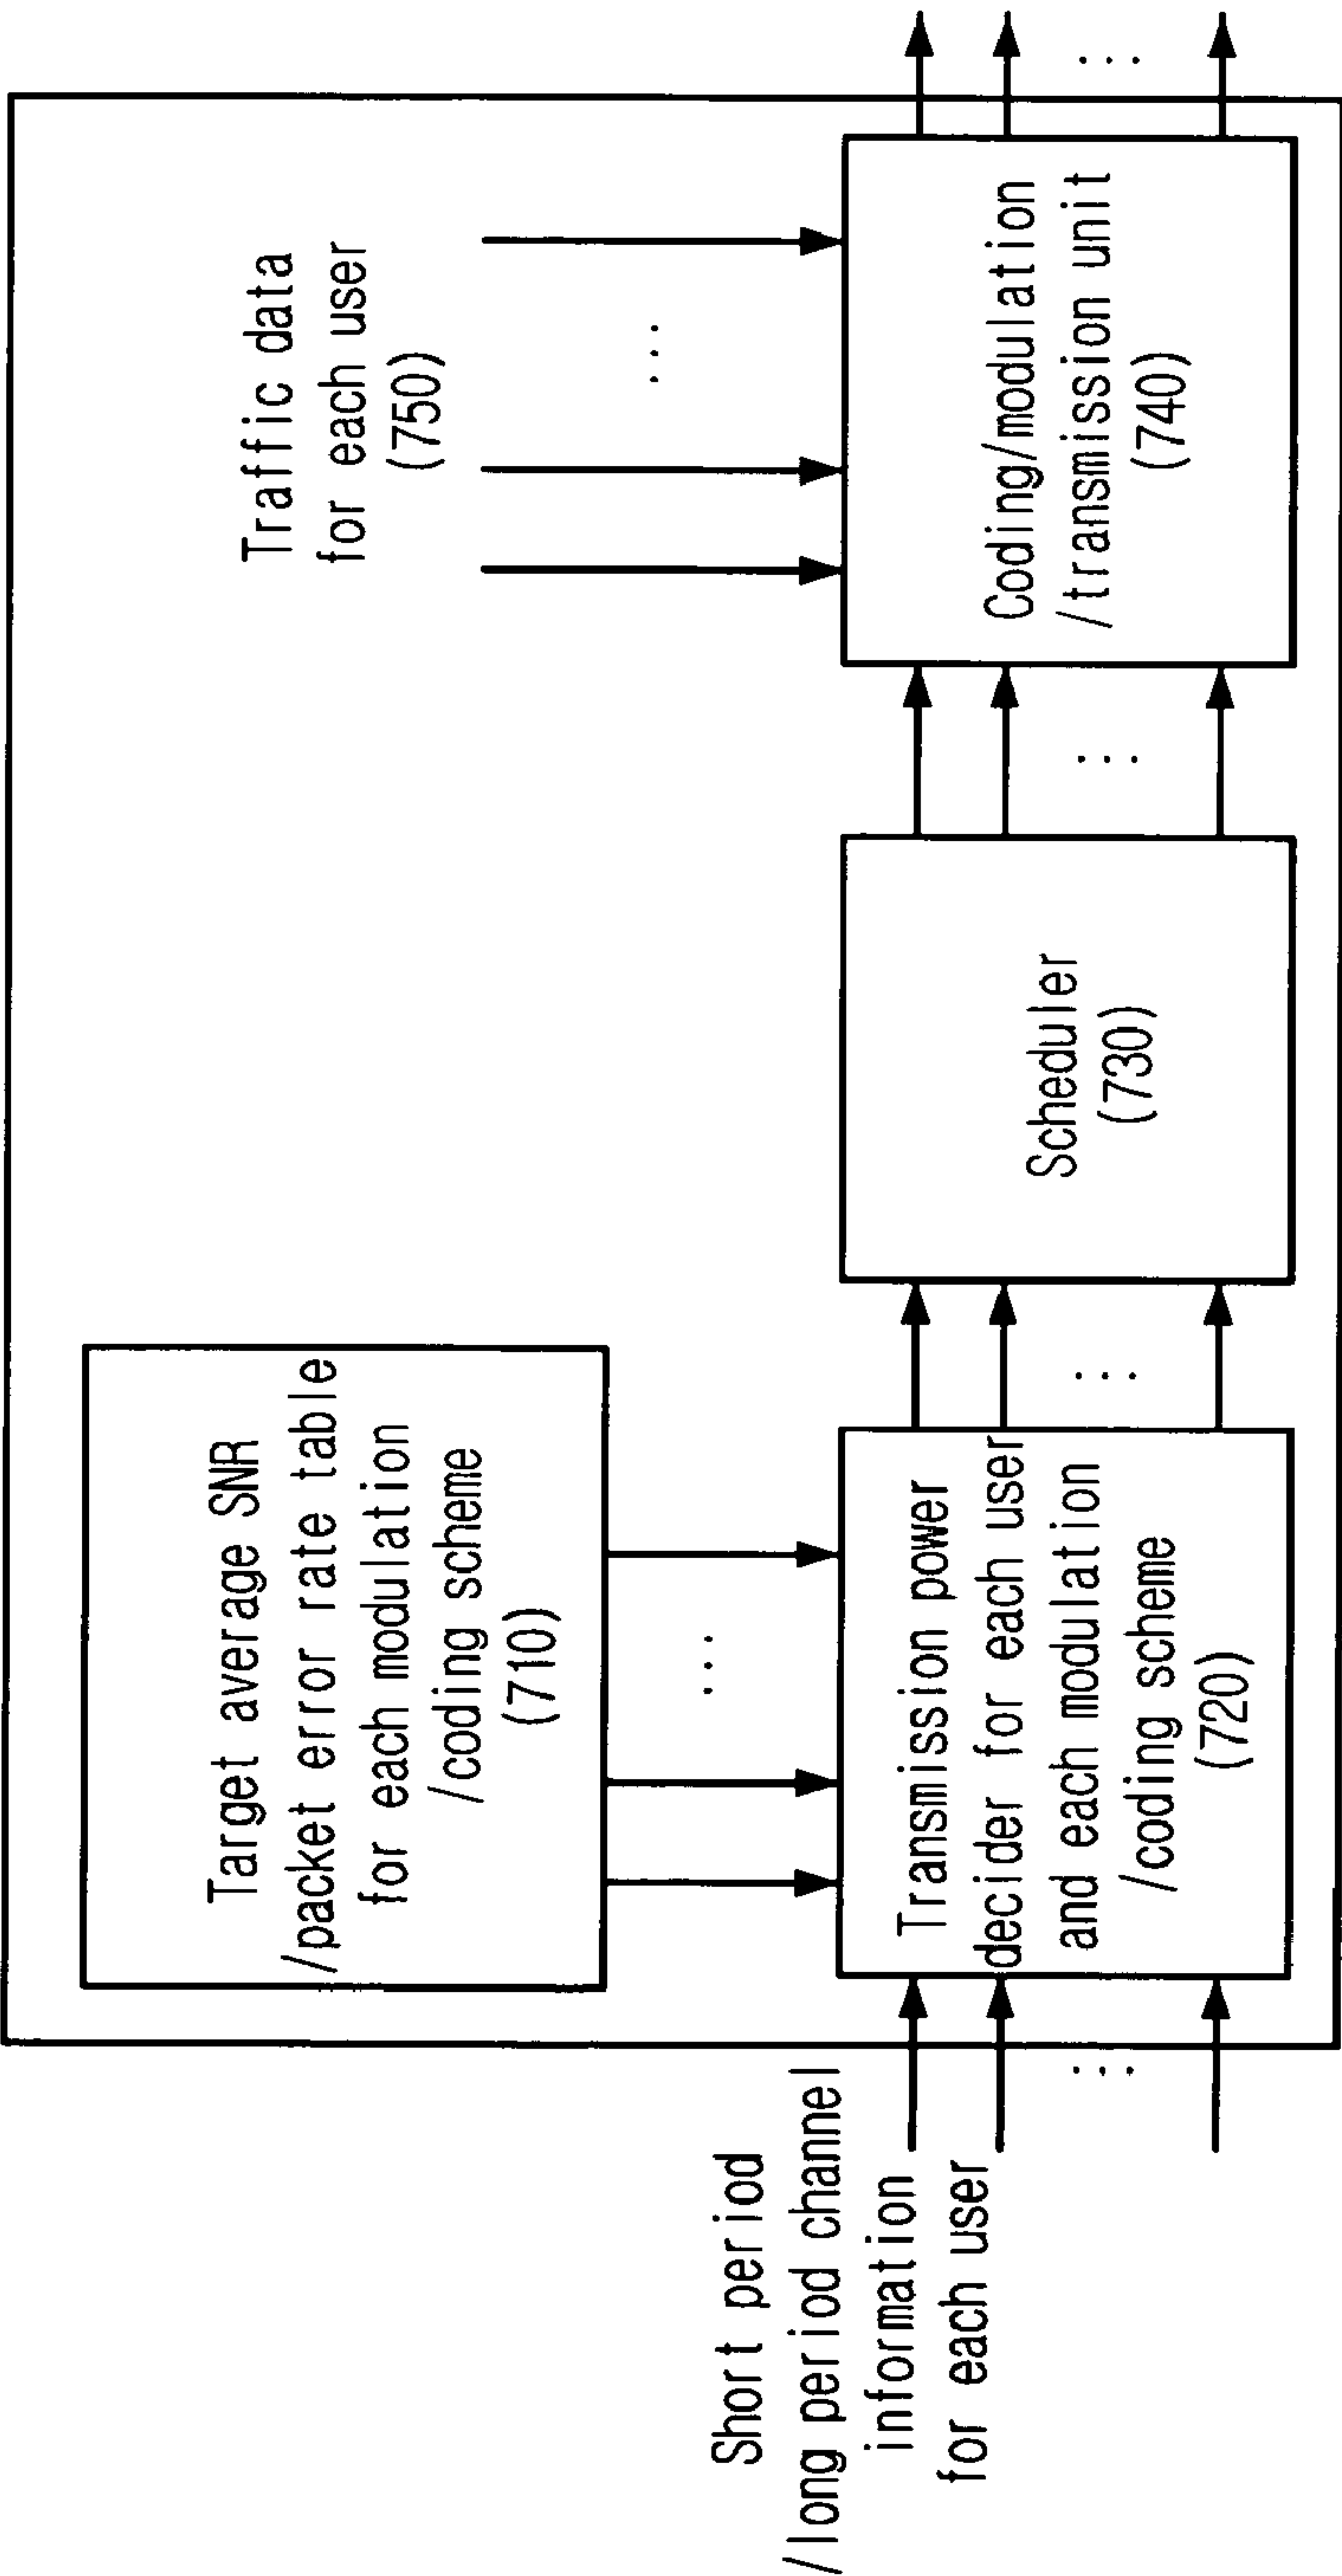 Short period
/long period channel
information
for each user
Target average SNR
/packet error rate table
for each modulation
/coding scheme
(710)
Transmission power
decider for each user
and each modulation
/coding scheme
(720)
Scheduler
(730)
Traffic data
for each user
(750)
Coding/modulation
/transmission unit
(740)